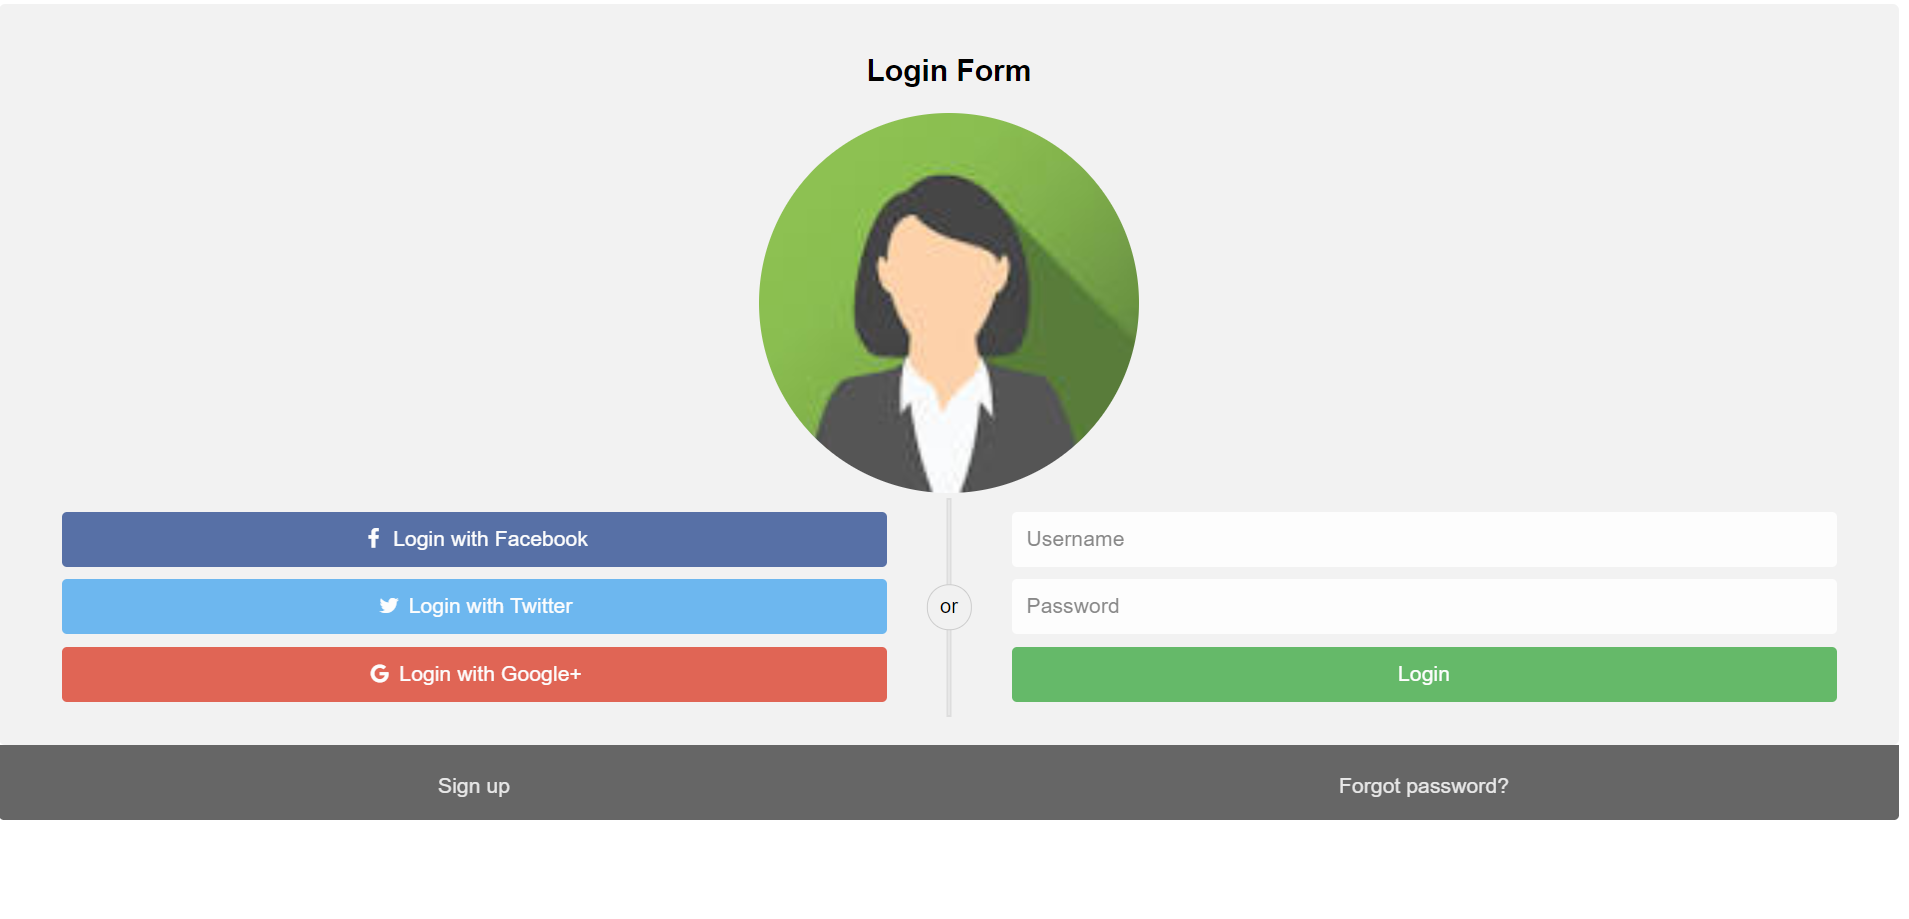 Login Form
Login with Facebook
Login with Twitter
Login with Google+
or
Username
Password
Login
Sign up
Forgot password?